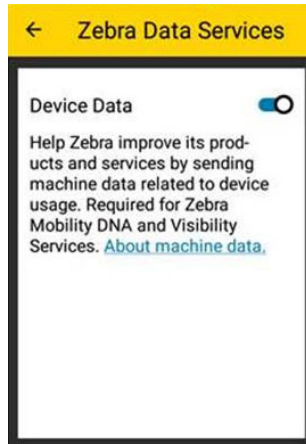 Zebra Data Services
Device Data
Help Zebra improve its prod-
ucts and services by sending
machine data related to device
usage. Required for Zebra
Mobility DNA and Visibility
Services. About machine data.